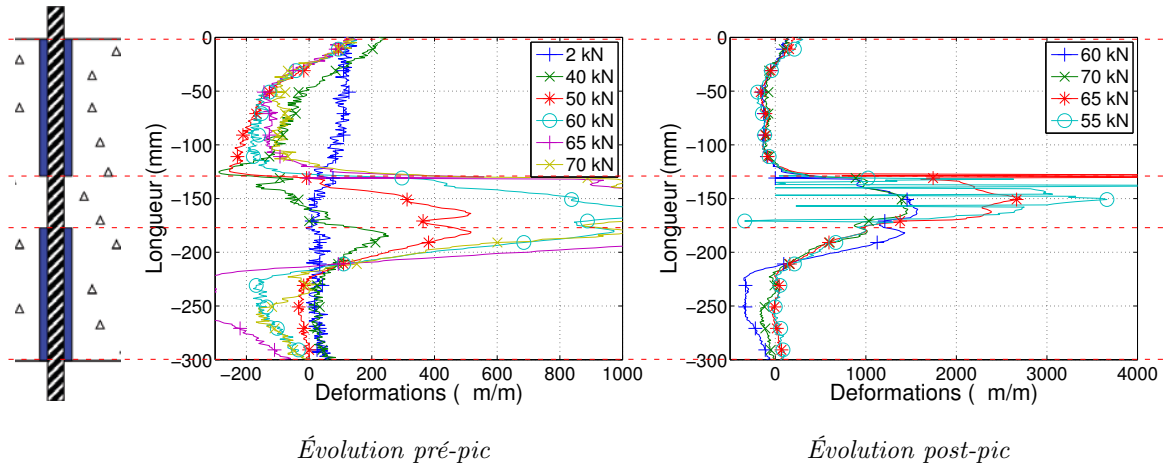 0
−50
−100
−150
−200
−250
−300
Longueur (mm)
−200
0
200
400
600
800
1000
Deformations ( m/m)
2 kN
40 kN
50 kN
60 kN
65 kN
70 kN
Évolution pré-pic
0
−50
−100
−150
−200
−250
−300
Longueur (mm)
0
1000
2000
3000
4000
Deformations ( m/m)
60 kN
70 kN
65 kN
55 kN
Évolution post-pic